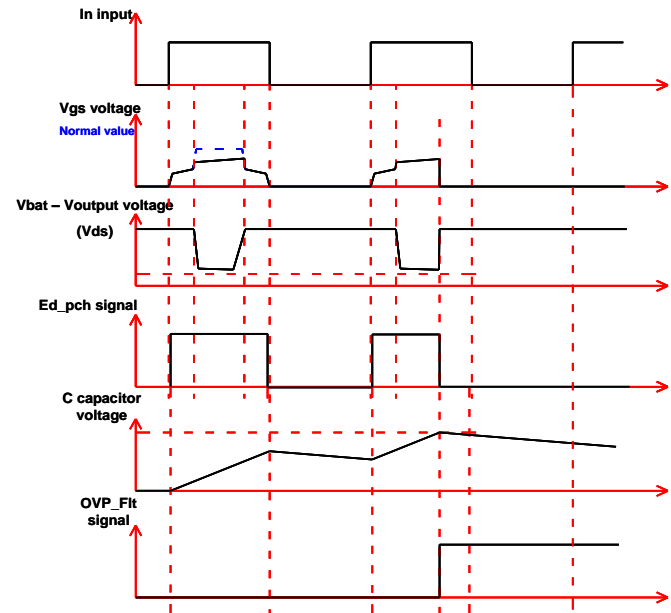 In input
Vgs voltage
Normal value
Vbat – Voutput voltage
(Vds)
Ed_pch signal
C capacitor
voltage
OVP_Flt
signal